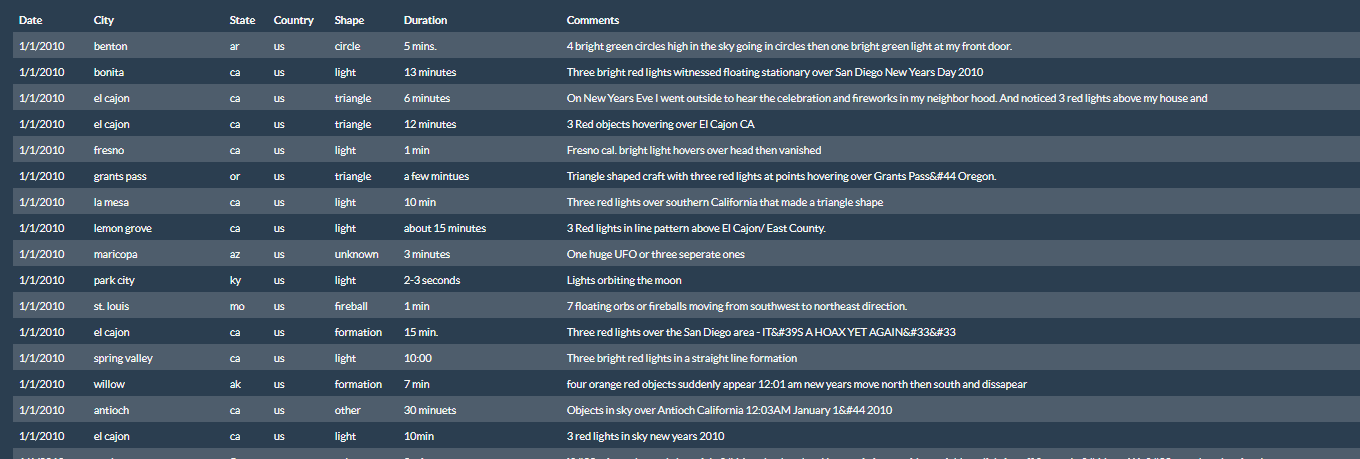 Date City State Country Shape Duration Comments
1/1/2010 benton ar us circle 5 mins. 4 bright green circles high in the sky going in circles then one bright green light at my front door.
1/1/2010 bonita ca us light 13 minutes Three bright red lights witnessed floating stationary over San Diego New Years Day 2010
1/1/2010 el cajon ca us triangle 6 minutes On New Years Eve I went outside to hear the celebration and fireworks in my neighbor hood. And noticed 3 red lights above my house and
1/1/2010 el cajon ca us triangle 12 minutes 3 Red objects hovering over El Cajon CA
1/1/2010 fresno ca us light 1 min Fresno cal. bright light hovers over head then vanished
1/1/2010 grants pass or us triangle a few mintues Triangle shaped craft with three red lights at points hovering over Grants Pass&#44 Oregon.
1/1/2010 la mesa ca us light 10 min Three red lights over southern California that made a triangle shape
1/1/2010 lemon grove ca us light about 15 minutes 3 Red lights in line pattern above El Cajon/ East County.
1/1/2010 maricopa az us unknown 3 minutes One huge UFO or three seperate ones
1/1/2010 park city ky us light 2-3 seconds Lights orbiting the moon
1/1/2010 st. louis mo us fireball 1 min 7 floating orbs or fireballs moving from southwest to northeast direction.
1/1/2010 el cajon ca us formation 15 min. Three red lights over the San Diego area - IT&#39S A HOAX YET AGAIN&#33&#33
1/1/2010 spring valley ca us light 10:00 Three bright red lights in a straight line formation
1/1/2010 willow ak us formation 7 min four orange red objects suddenly appear 12:01 am new years move north then south and dissapear
1/1/2010 antioch ca us other 30 minuets Objects in sky over Antioch California 12:03AM January 1&#44 2010
1/1/2010 el cajon ca us light 10min 3 red lights in sky new years 2010